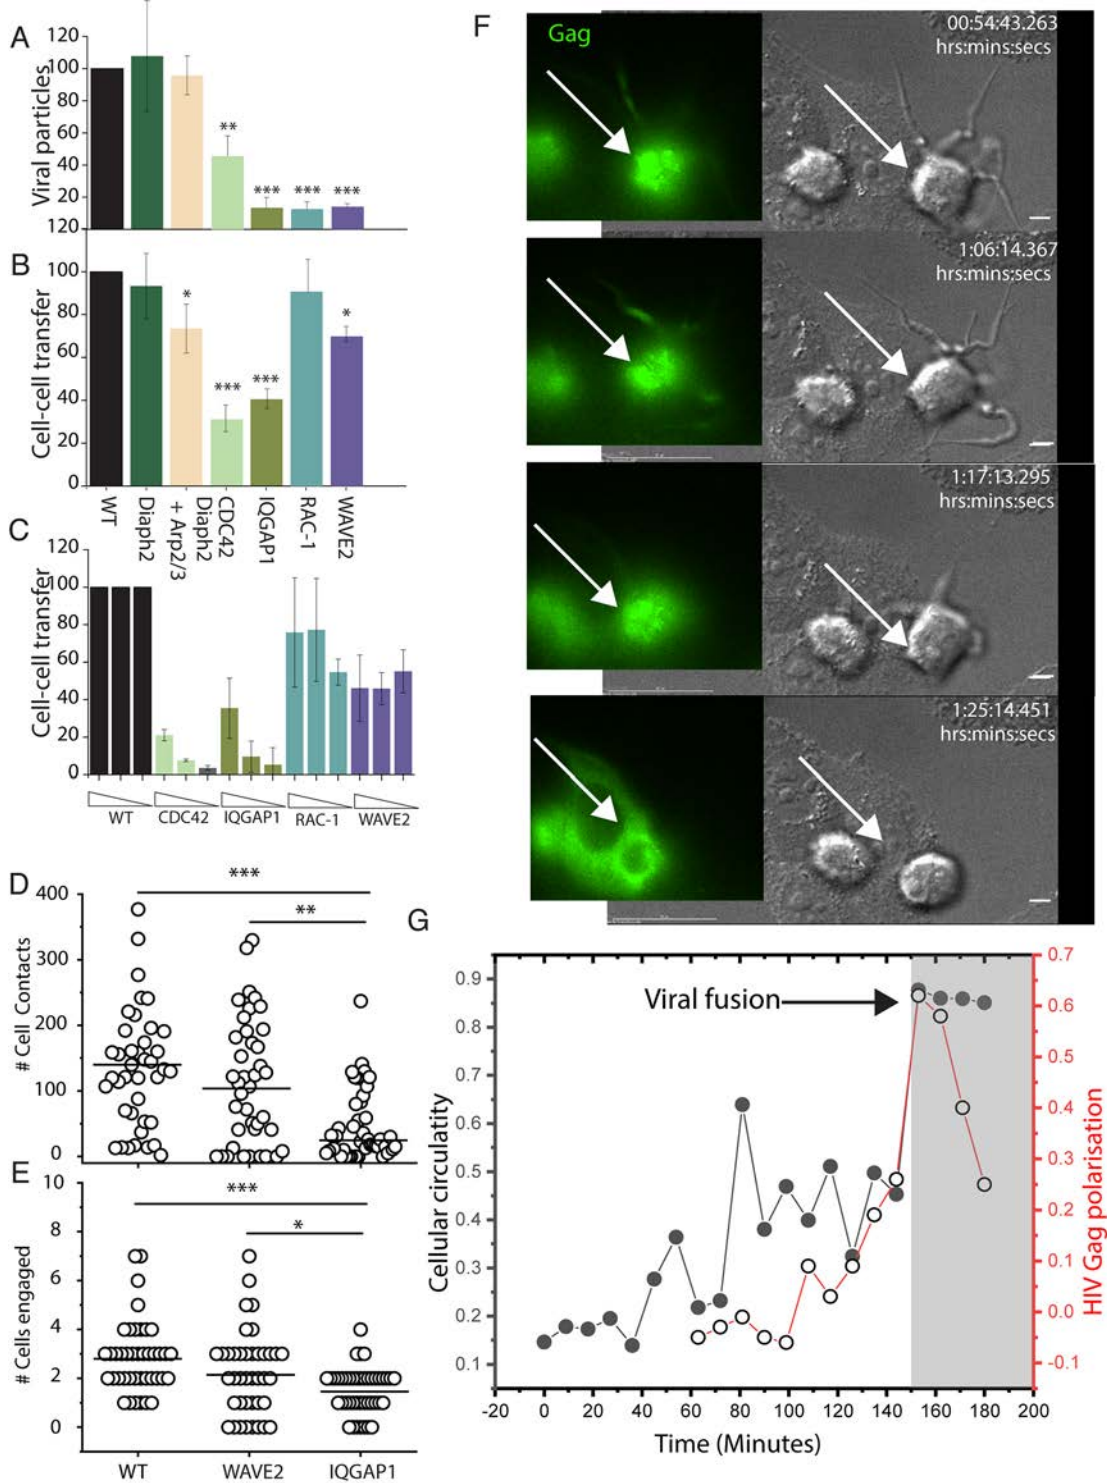 A
Viral particles
120
100
80
60
40
20
120
**
***
***
***
B
Cell-cell transfer
100
80
60
40
20
0
*
***
***
*
WT
Diaph2
Diaph2
+ Arp2/3
CDC42
IQGAP1
RAC-1
WAVE2
C
Cell-cell transfer
120
100
80
60
40
20
0
WT
CDC42
IQGAP1
RAC-1
WAVE2
D
# Cell Contacts
400
300
200
100
0
***
**
E
# Cells engaged
10
8
6
4
2
0
***
*
WT
WAVE2
IQGAP1
F
Gag
00:54:43.263
hrs:mins:secs
1:06:14.367
hrs:mins:secs
1:17:13.295
hrs:mins:secs
1:25:14.451
hrs:mins:secs
G
Cellular circulatity
0.9
0.8
0.7
0.6
0.5
0.4
0.3
0.2
0.1
Viral fusion
0.7
0.6
0.5
0.4
0.3
0.2
0.1
0.0
-0.1
HIV Gag polarisation
-20
0
20
40
60
80
100
120
140
160
180
200
Time (Minutes)